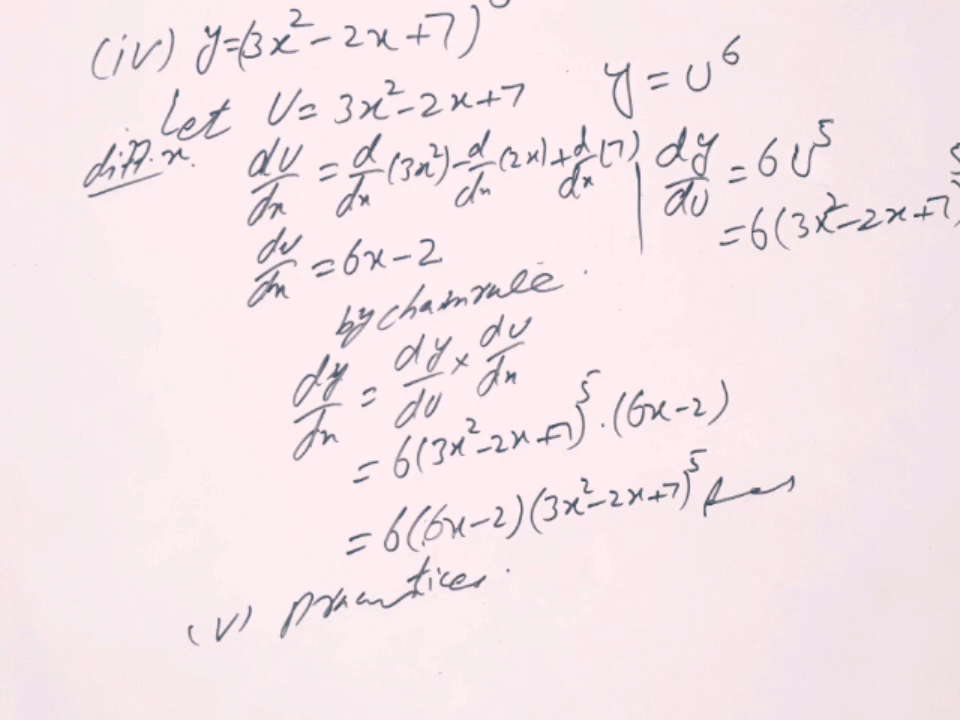 (iv) y=(3x²-2x+7)⁶
Let U= 3x²-2x+7    y=U⁶
diff. x. dU/dx = d/dx(3x²)-d/dx(2x)+d/dx(7) | dy/dU = 6U⁵
= 6(3x²-2x+7)⁵
dU/dx = 6x-2
by chain rule.
dy/dx = dy/dU × dU/dx
= 6(3x²-2x+7)⁵.(6x-2)
= 6(6x-2)(3x²-2x+7)⁵ Ans
(v) practices.